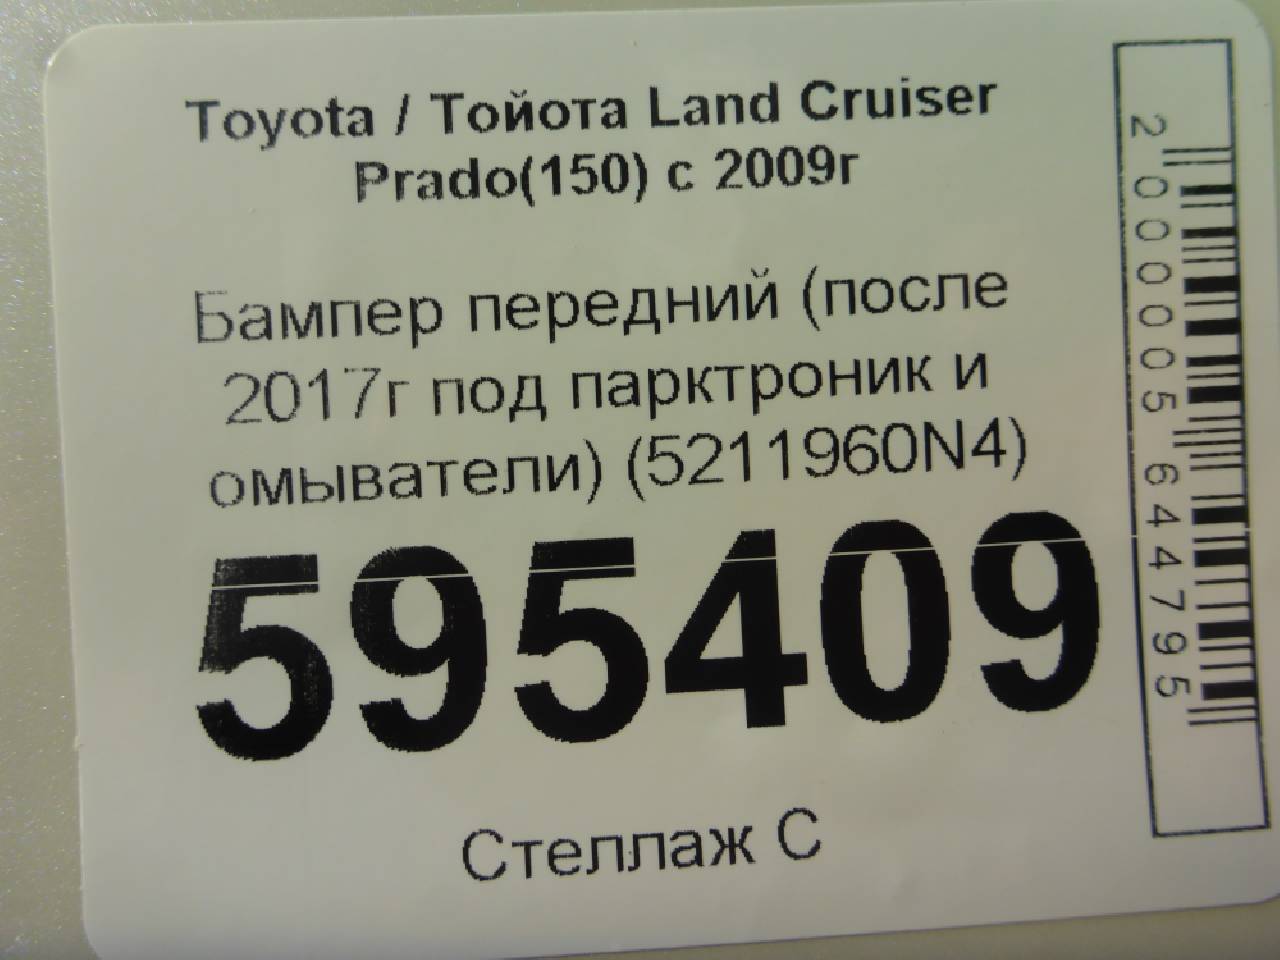 Toyota / Тойота Land Cruiser
Prado(150) с 2009г
Бампер передний (после
2017г под парктроник и
омыватели) (5211960N4)
595409
Стеллаж С
2000005644795